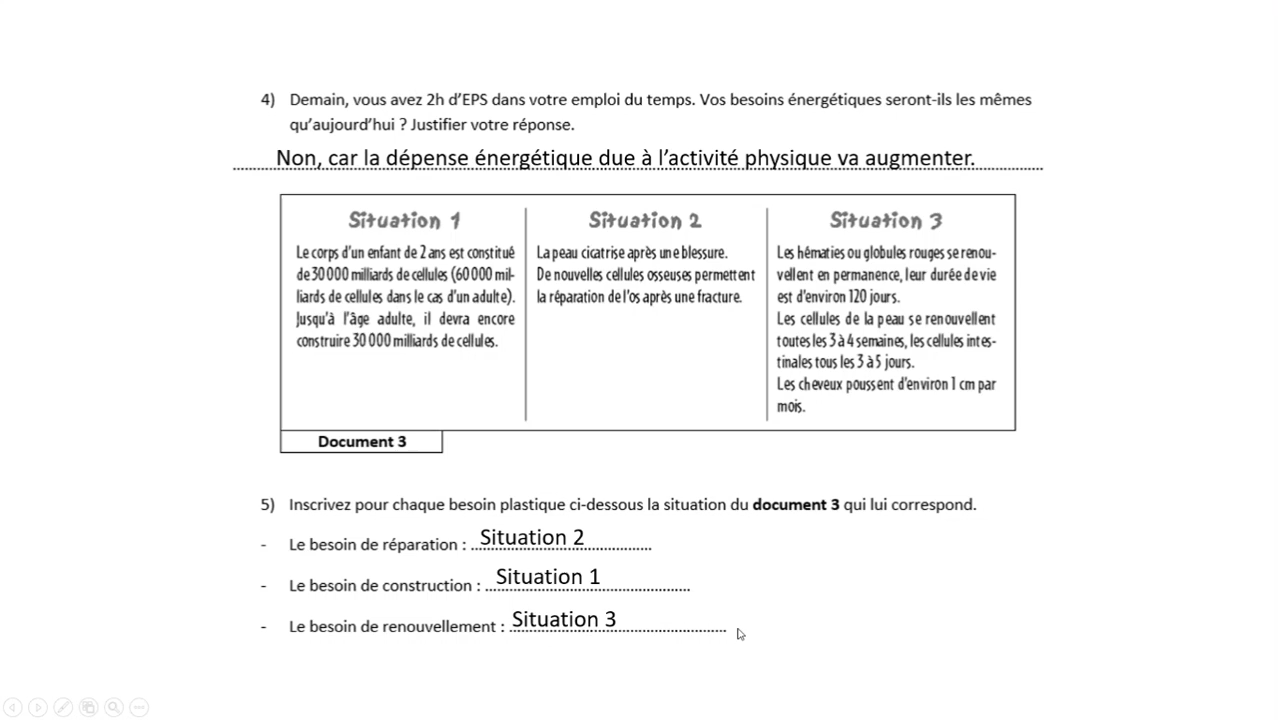 4) Demain, vous avez 2h d'EPS dans votre emploi du temps. Vos besoins énergétiques seront-ils les mêmes
qu'aujourd'hui ? Justifier votre réponse.
Non, car la dépense énergétique due à l'activité physique va augmenter.
Situation 1
Le corps d'un enfant de 2 ans est constitué
de 30 000 milliards de cellules (60 000 mil-
liards de cellules dans le cas d'un adulte).
Jusqu'à l'âge adulte, il devra encore
construire 30 000 milliards de cellules.
Situation 2
La peau cicatrise après une blessure.
De nouvelles cellules osseuses permettent
la réparation de l'os après une fracture.
Situation 3
Les hématies ou globules rouges se renou-
vellent en permanence, leur durée de vie
est d'environ 120 jours.
Les cellules de la peau se renouvellent
toutes les 3 à 4 semaines, les cellules intes-
tinales tous les 3 à 5 jours.
Les cheveux poussent d'environ 1 cm par
mois.
Document 3
5) Inscrivez pour chaque besoin plastique ci-dessous la situation du document 3 qui lui correspond.
- Le besoin de réparation : Situation 2
- Le besoin de construction : Situation 1
- Le besoin de renouvellement : Situation 3